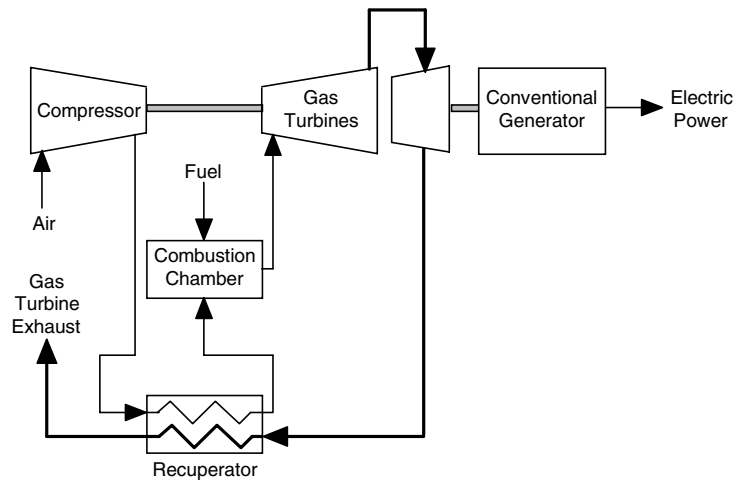 Compressor
Gas
Turbines
Conventional
Generator
Electric
Power
Air
Fuel
Combustion
Chamber
Gas
Turbine
Exhaust
Recuperator